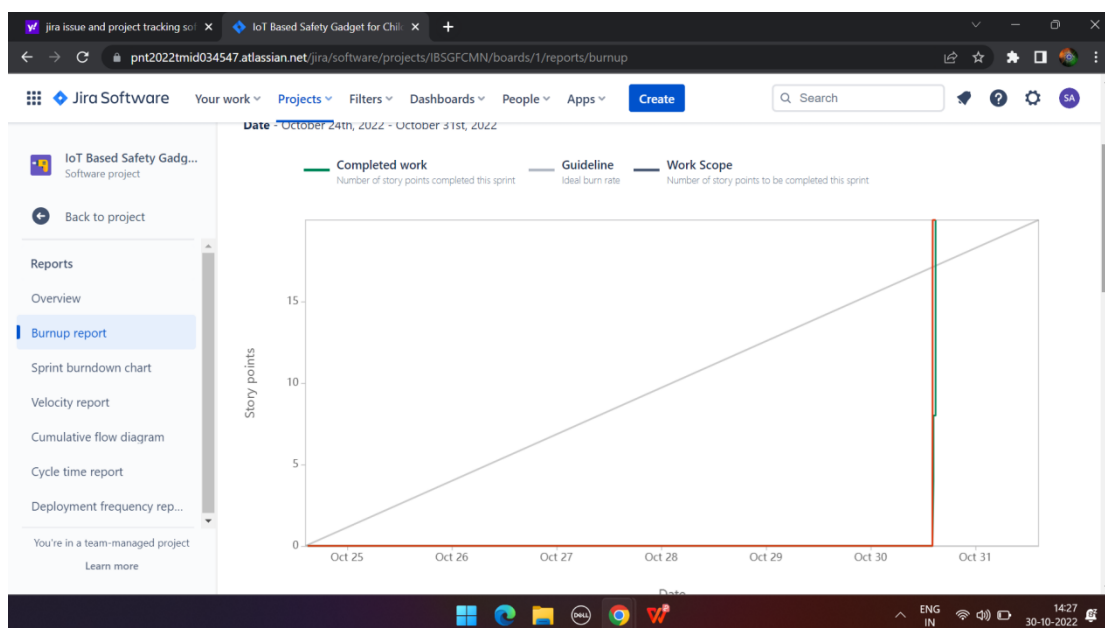 jira issue and project tracking sof
IoT Based Safety Gadget for Chil
pnt2022tmid034547.atlassian.net/jira/software/projects/IBSGFCMN/boards/1/reports/burnup
Jira Software Your work Projects Filters Dashboards People Apps Create Search SA
Date - October 24th, 2022 - October 31st, 2022
IoT Based Safety Gadg...
Software project
Back to project
Reports
Overview
Burnup report
Sprint burndown chart
Velocity report
Cumulative flow diagram
Cycle time report
Deployment frequency rep...
You're in a team-managed project
Learn more
Completed work
Number of story points completed this sprint
Guideline
Ideal burn rate
Work Scope
Number of story points to be completed this sprint
Story points
15
10
5
0
Oct 25 Oct 26 Oct 27 Oct 28 Oct 29 Oct 30 Oct 31
Date
DELL
ENG
IN
14:27
30-10-2022